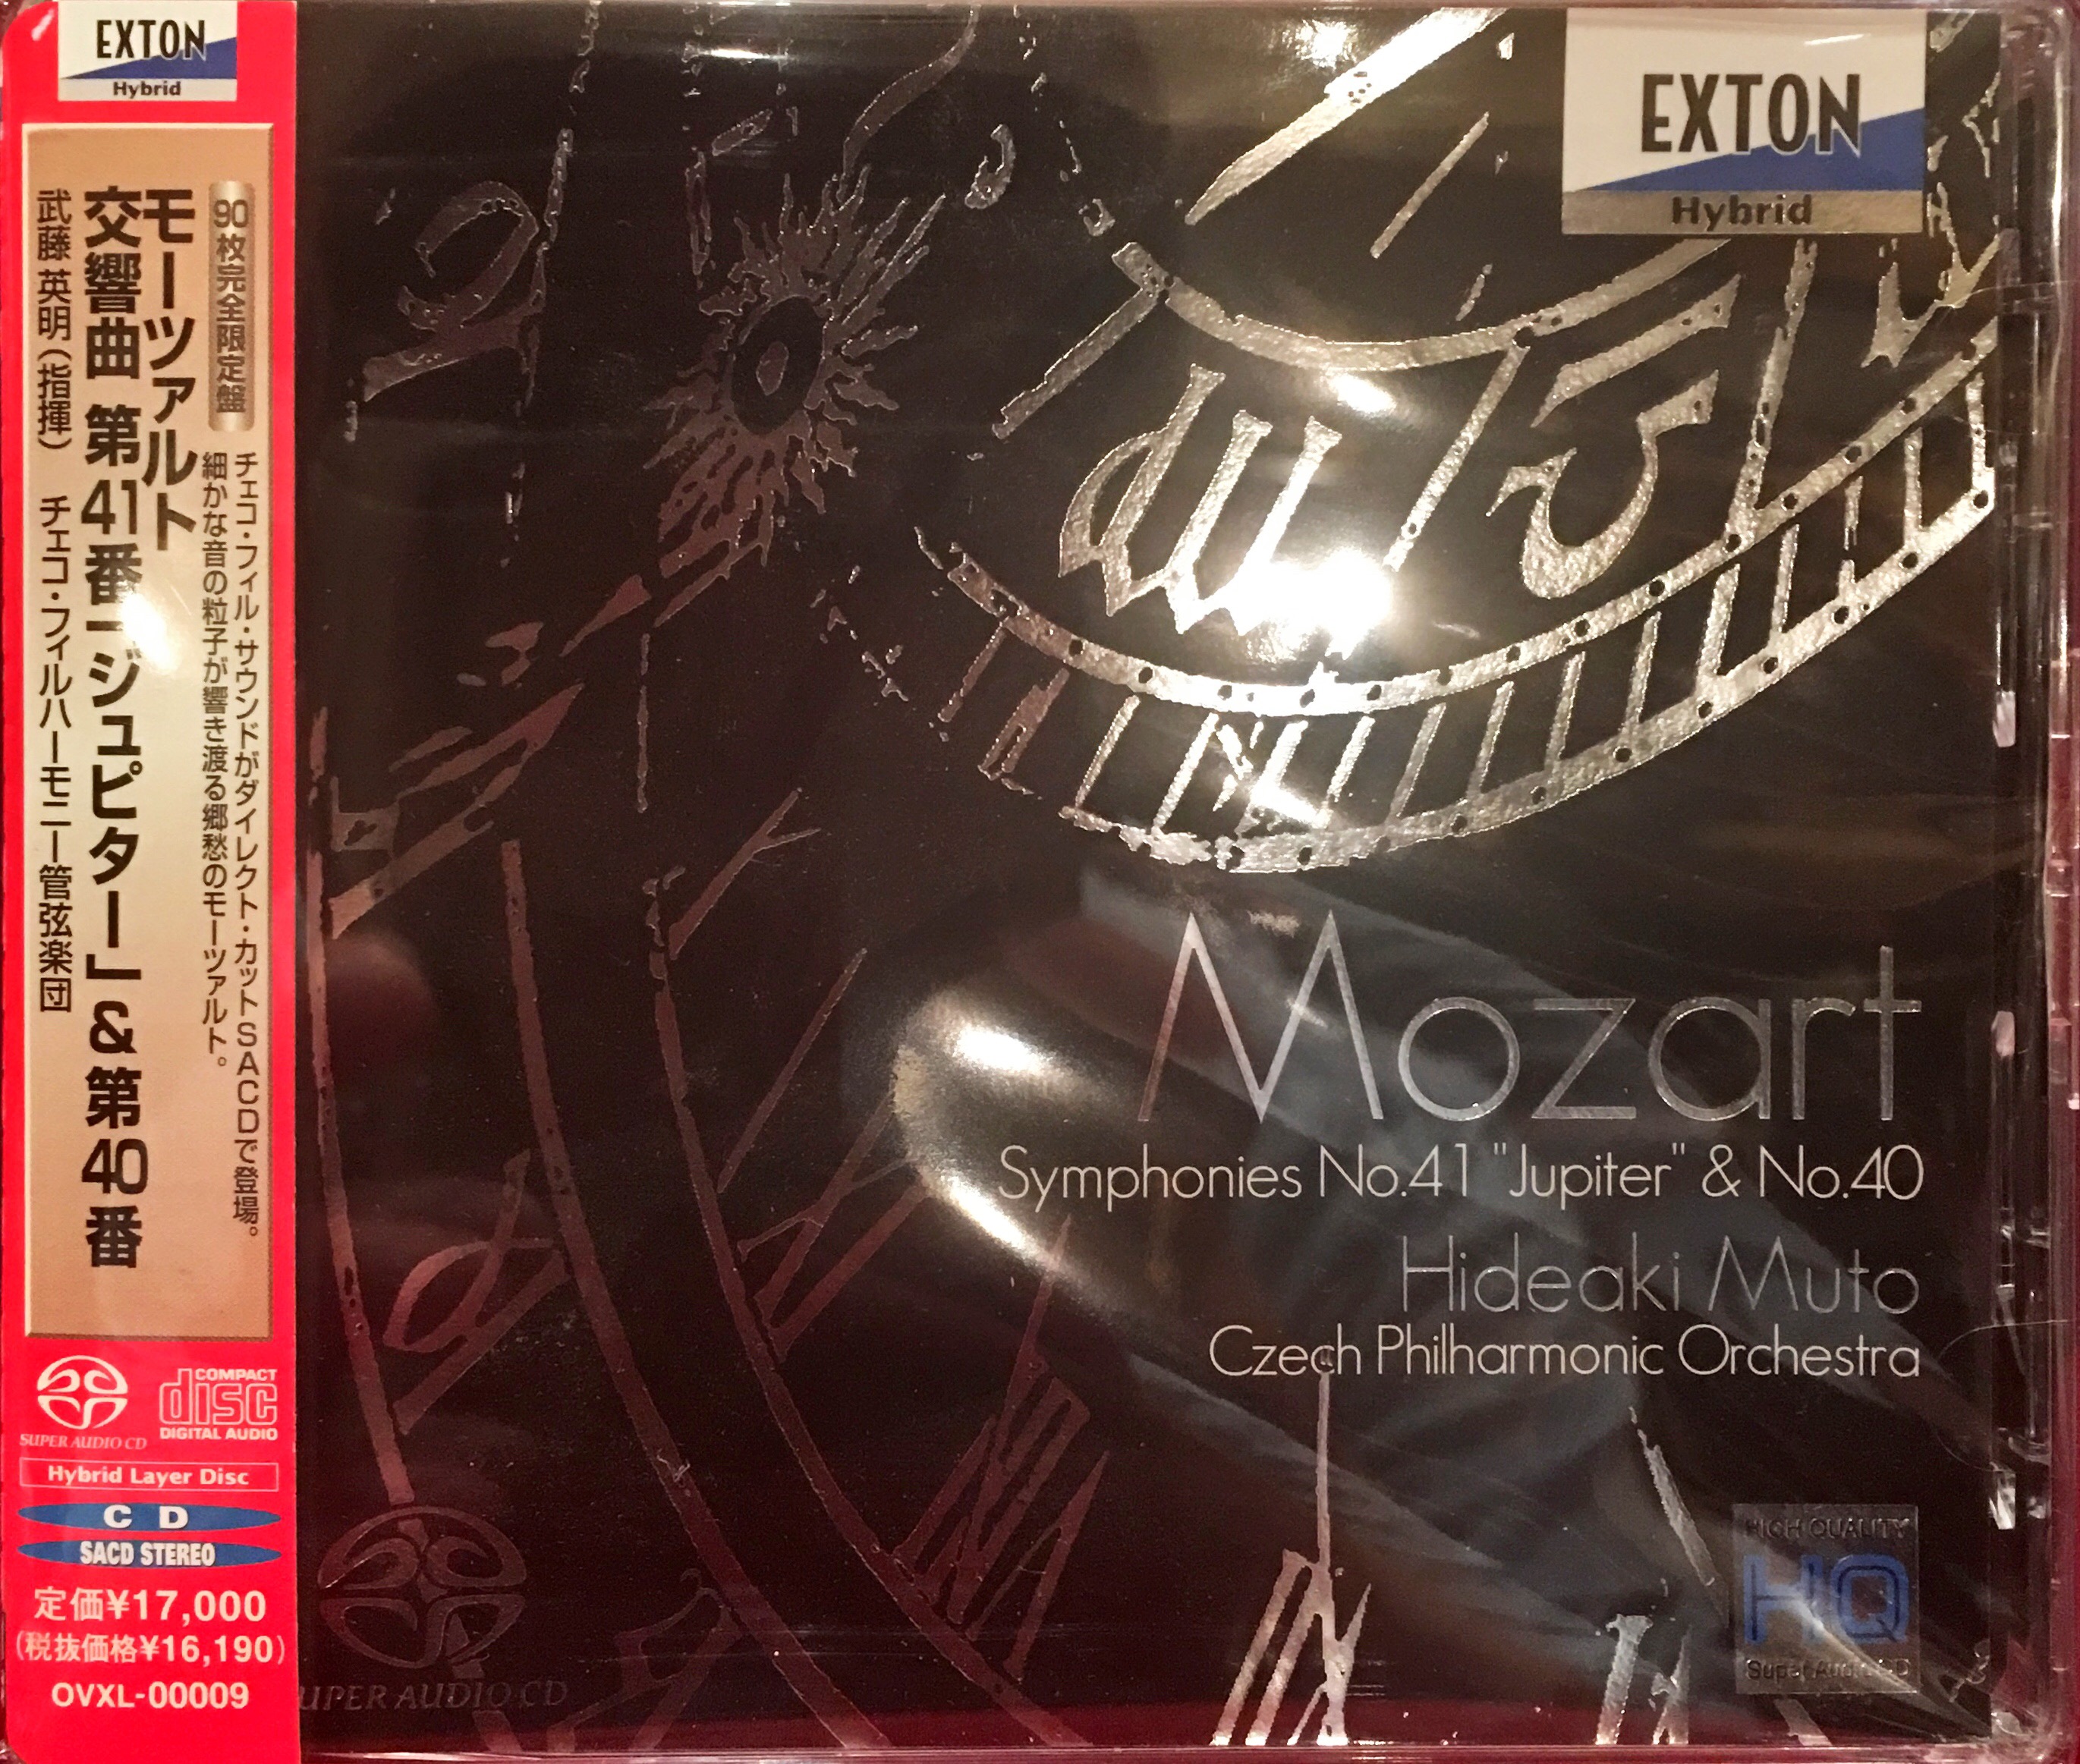 EXTON
Hybrid
90枚完全限定盤
チェコ・フィル・サウンドがダイレクト・カットSACDで登場。
細かな音の粒子が響き渡る郷愁のモーツァルト。
モーツァルト
交響曲 第41番「ジュピター」& 第40番
武藤 英明(指揮) チェコ・フィルハーモニー管弦楽団
SUPER AUDIO CD
COMPACT
disc
DIGITAL AUDIO
Hybrid Layer Disc
CD
SACD STEREO
定価¥17,000
(税抜価格¥16,190)
OVXL-00009
EXTON
Hybrid
Mozart
Symphonies No.41 "Jupiter" & No.40
Hideaki Muto
Czech Philharmonic Orchestra
HIGH QUALITY
HQ
Super Audio CD
SUPER AUDIO CD